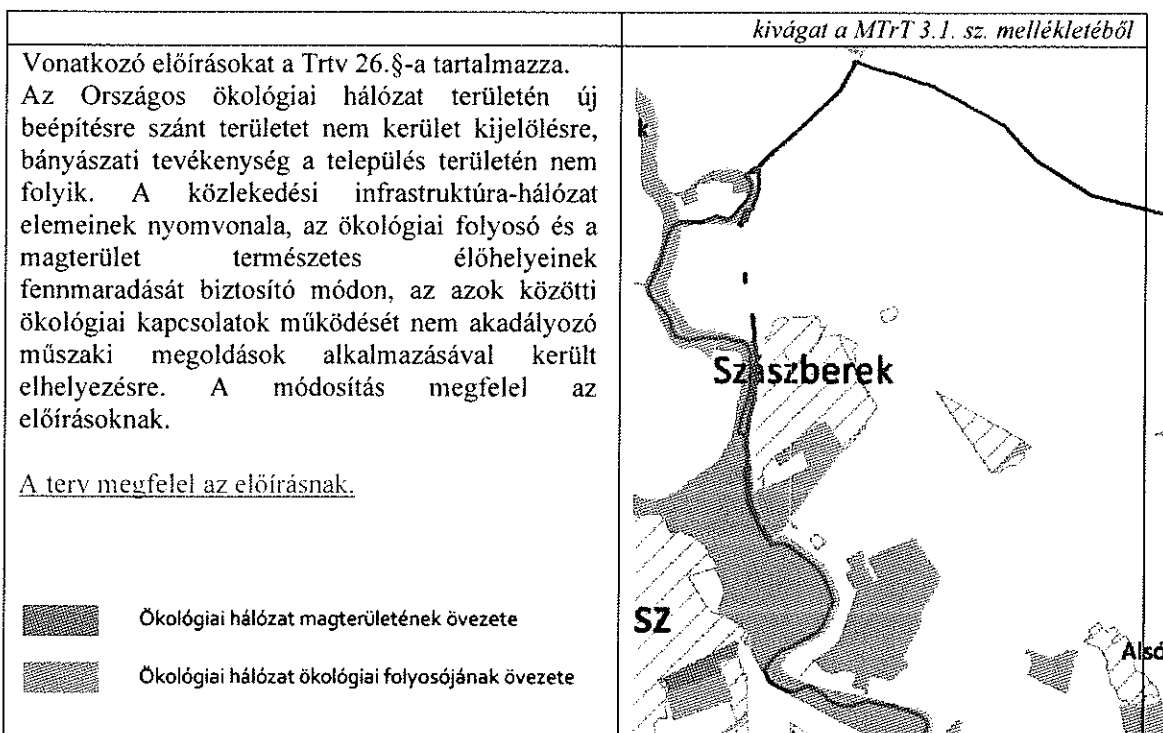 kivágat a MTrT 3.1. sz. mellékletéből
Vonatkozó előírásokat a Trtv 26.§-a tartalmazza.
Az Országos ökológiai hálózat területén új
beépítésre szánt területet nem került kijelölésre,
bányászati tevékenység a település területén nem
folyik. A közlekedési infrastruktúra-hálózat
elemeinek nyomvonala, az ökológiai folyosó és a
magterület természetes élőhelyeinek
fennmaradását biztosító módon, az azok közötti
ökológiai kapcsolatok működését nem akadályozó
műszaki megoldások alkalmazásával került
elhelyezésre. A módosítás megfelel az
előírásoknak.
A terv megfelel az előírásnak.
Ökológiai hálózat magterületének övezete
Ökológiai hálózat ökológiai folyosójának övezete
k
Szászberek
SZ
Alsó